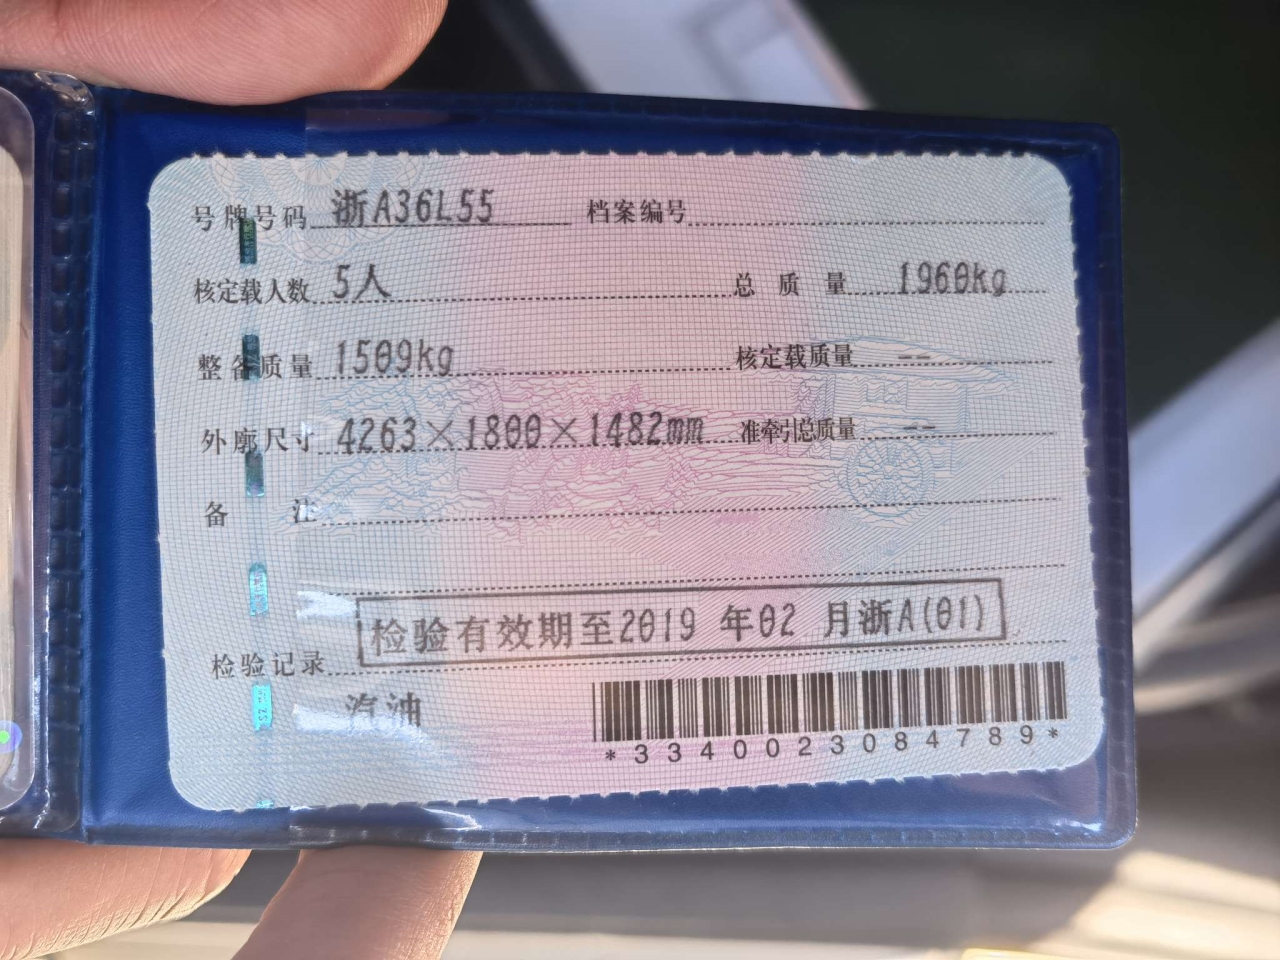 号牌号码 浙A36L55 档案编号
核定载人数 5人 总质量 1960kg
整备质量 1509kg 核定载质量 --
外廓尺寸 4263×1800×1482mm 准牵引总质量 --
备注
检验有效期至2019 年02 月浙A(01)
检验记录
汽油
*3340023084789*